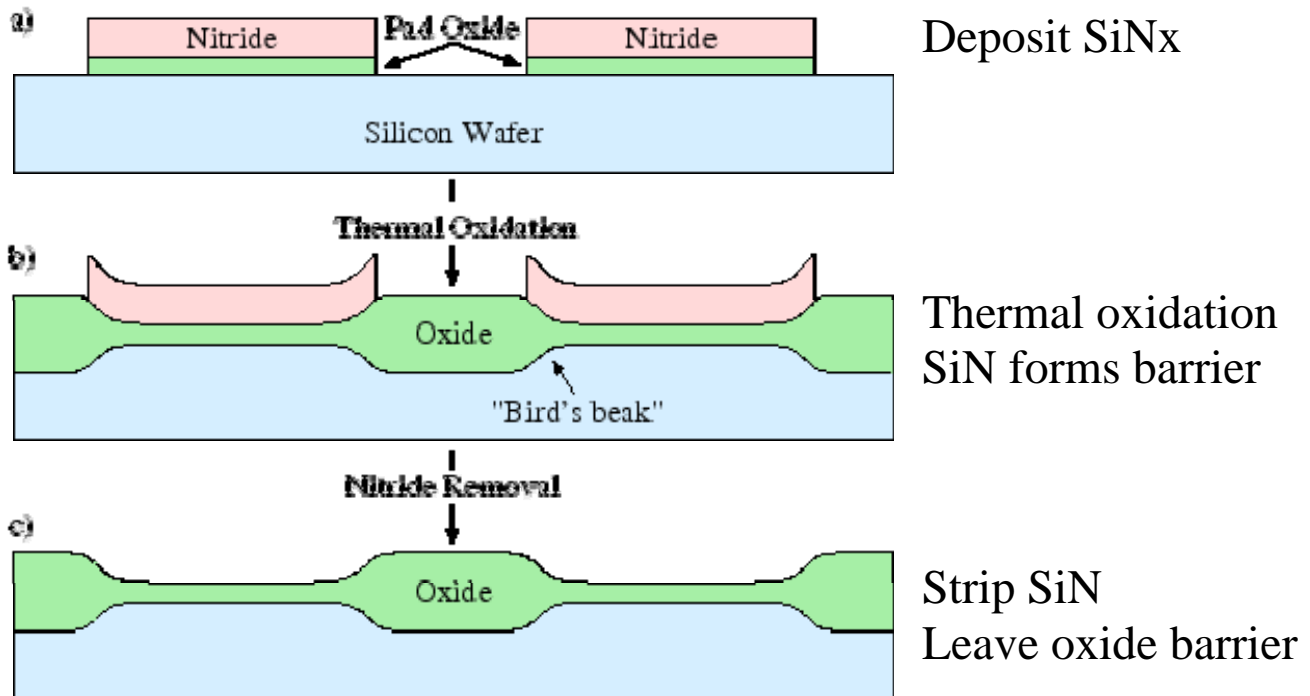 a)
Nitride
Pad Oxide
Nitride
Deposit SiNx
Silicon Wafer
Thermal Oxidation
b)
Oxide
"Bird's beak"
Thermal oxidation
SiN forms barrier
Nitride Removal
c)
Oxide
Strip SiN
Leave oxide barrier